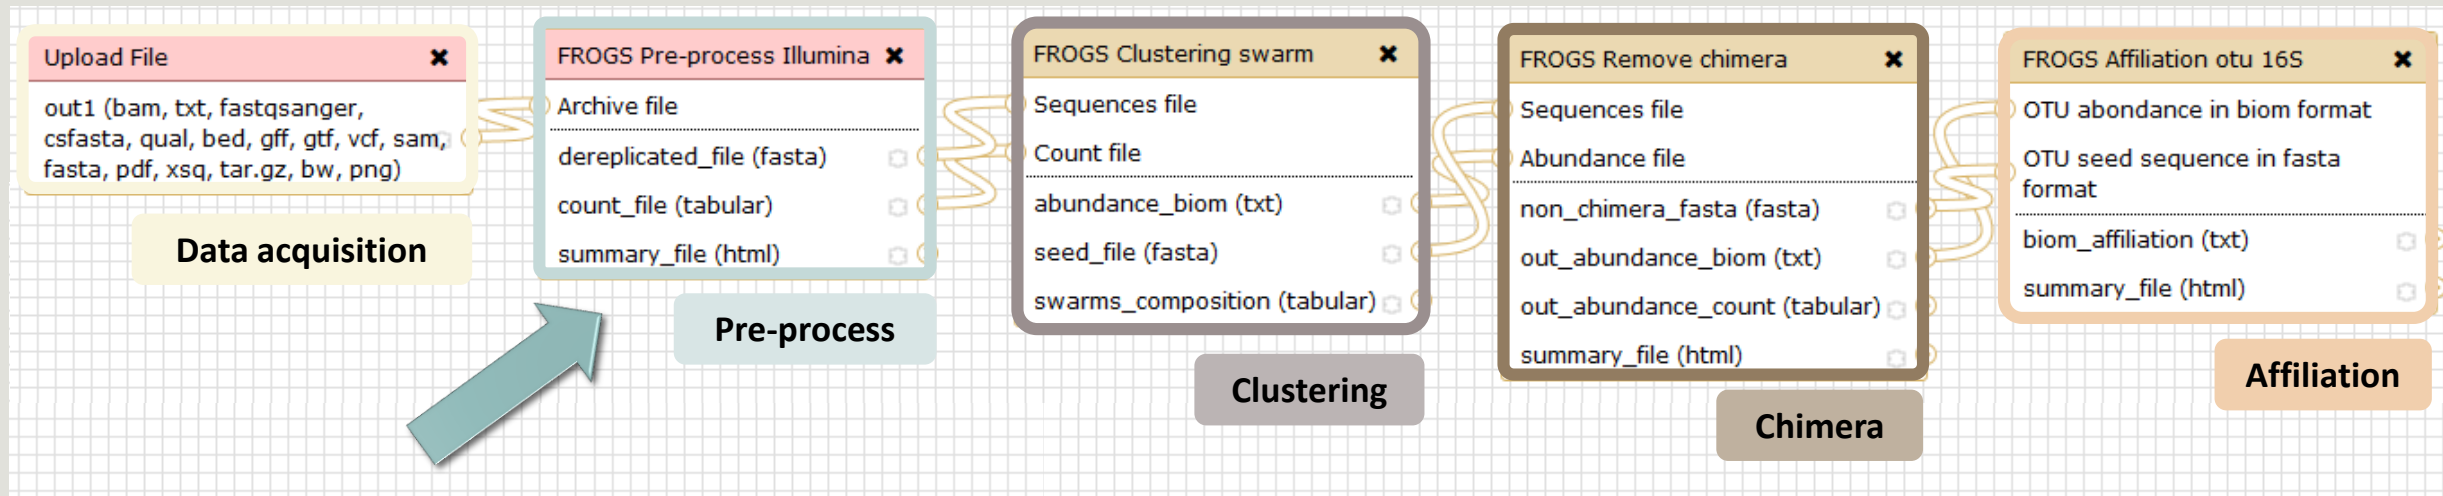 Upload File
out1 (bam, txt, fastqsanger,
csfasta, qual, bed, gff, gtf, vcf, sam,
fasta, pdf, xsq, tar.gz, bw, png)
Data acquisition
FROGS Pre-process Illumina
Archive file
dereplicated_file (fasta)
count_file (tabular)
summary_file (html)
Pre-process
FROGS Clustering swarm
Sequences file
Count file
abundance_biom (txt)
seed_file (fasta)
swarms_composition (tabular)
Clustering
FROGS Remove chimera
Sequences file
Abundance file
non_chimera_fasta (fasta)
out_abundance_biom (txt)
out_abundance_count (tabular)
summary_file (html)
Chimera
FROGS Affiliation otu 16S
OTU abondance in biom format
OTU seed sequence in fasta
format
biom_affiliation (txt)
summary_file (html)
Affiliation